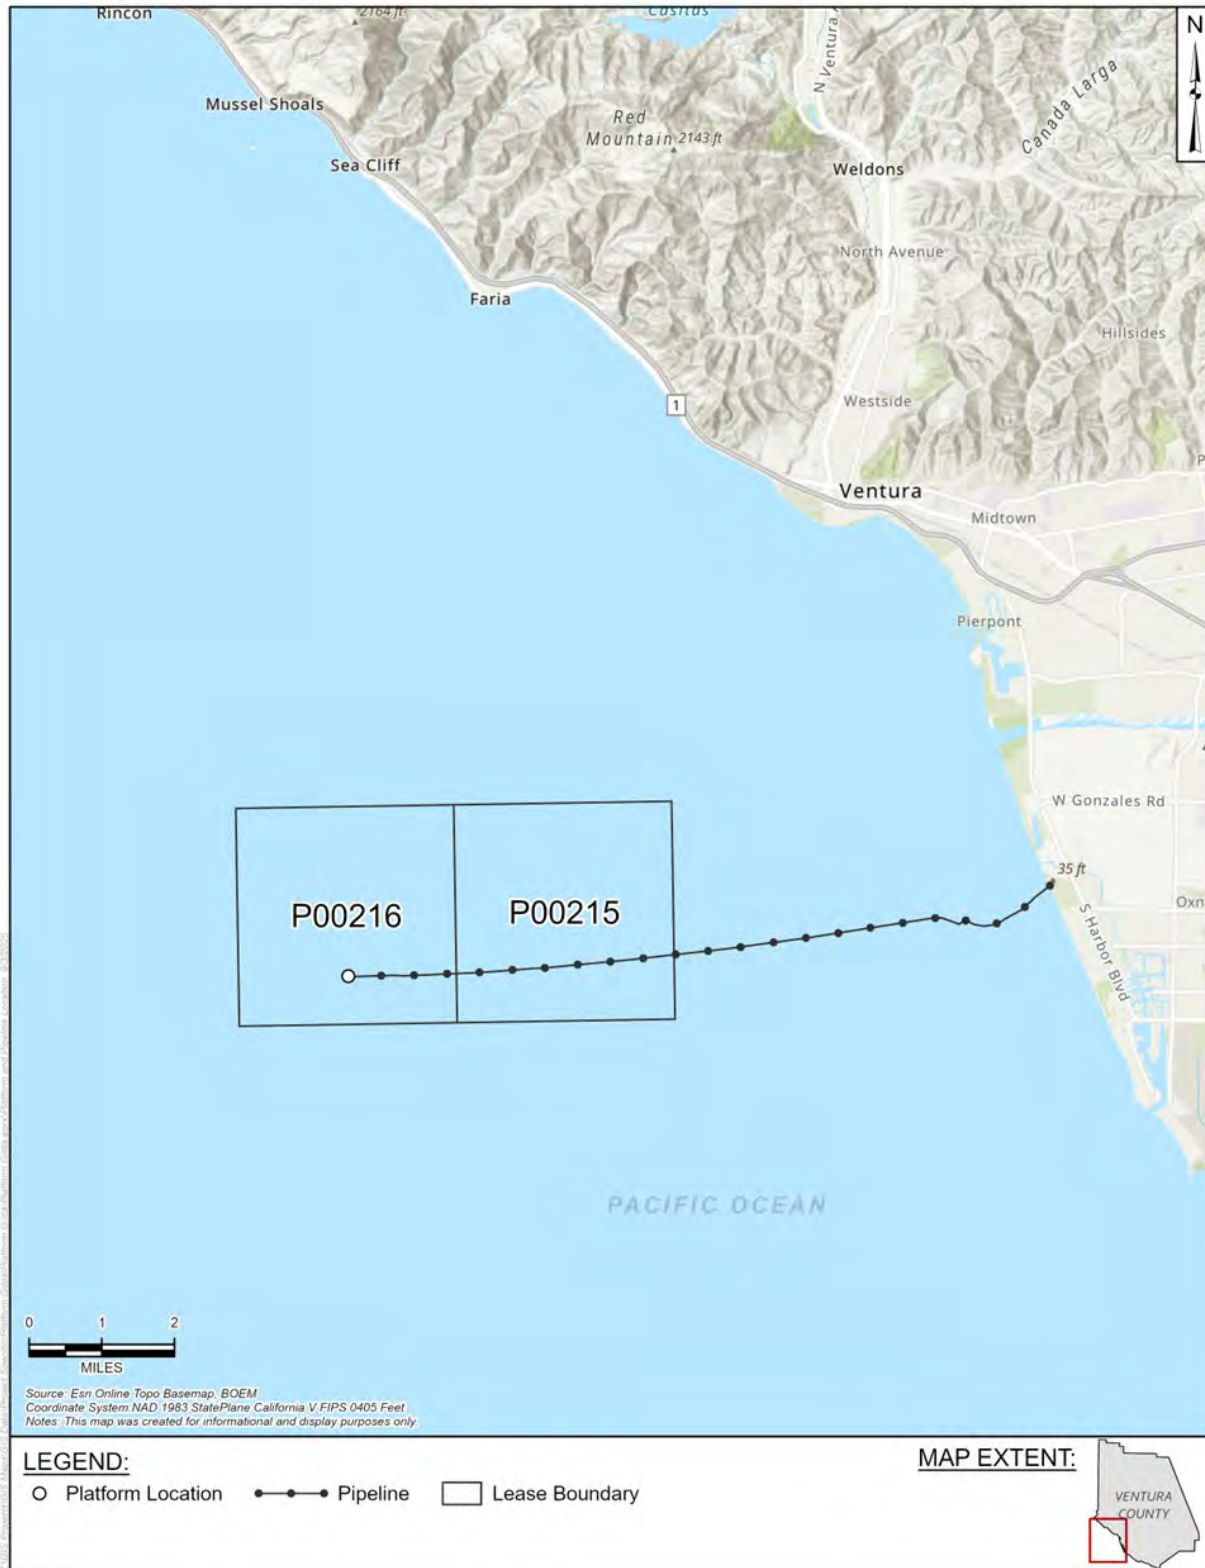 Rincon
2164 ft
Casitas
N
N Ventura
Mussel Shoals
Canada Larga
Red
Mountain 2143 ft
Sea Cliff
Weldons
North Avenue
Faria
Hillsides
1
Westside
P
Ventura
Midtown
Pierpont
W Gonzales Rd
35 ft
P00216
P00215
Oxn
S Harbor Blvd
PACIFIC OCEAN
0 1 2
MILES
Source: Esri Online Topo Basemap, BOEM
Coordinate System:NAD 1983 StatePlane California V FIPS 0405 Feet
Notes: This map was created for informational and display purposes only.
LEGEND:
Platform Location
Pipeline
Lease Boundary
MAP EXTENT:
VENTURA
COUNTY